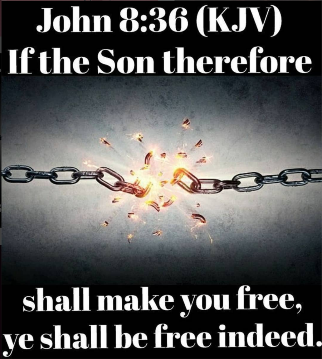 John 8:36 (KJV)
If the Son therefore
shall make you free,
ye shall be free indeed.